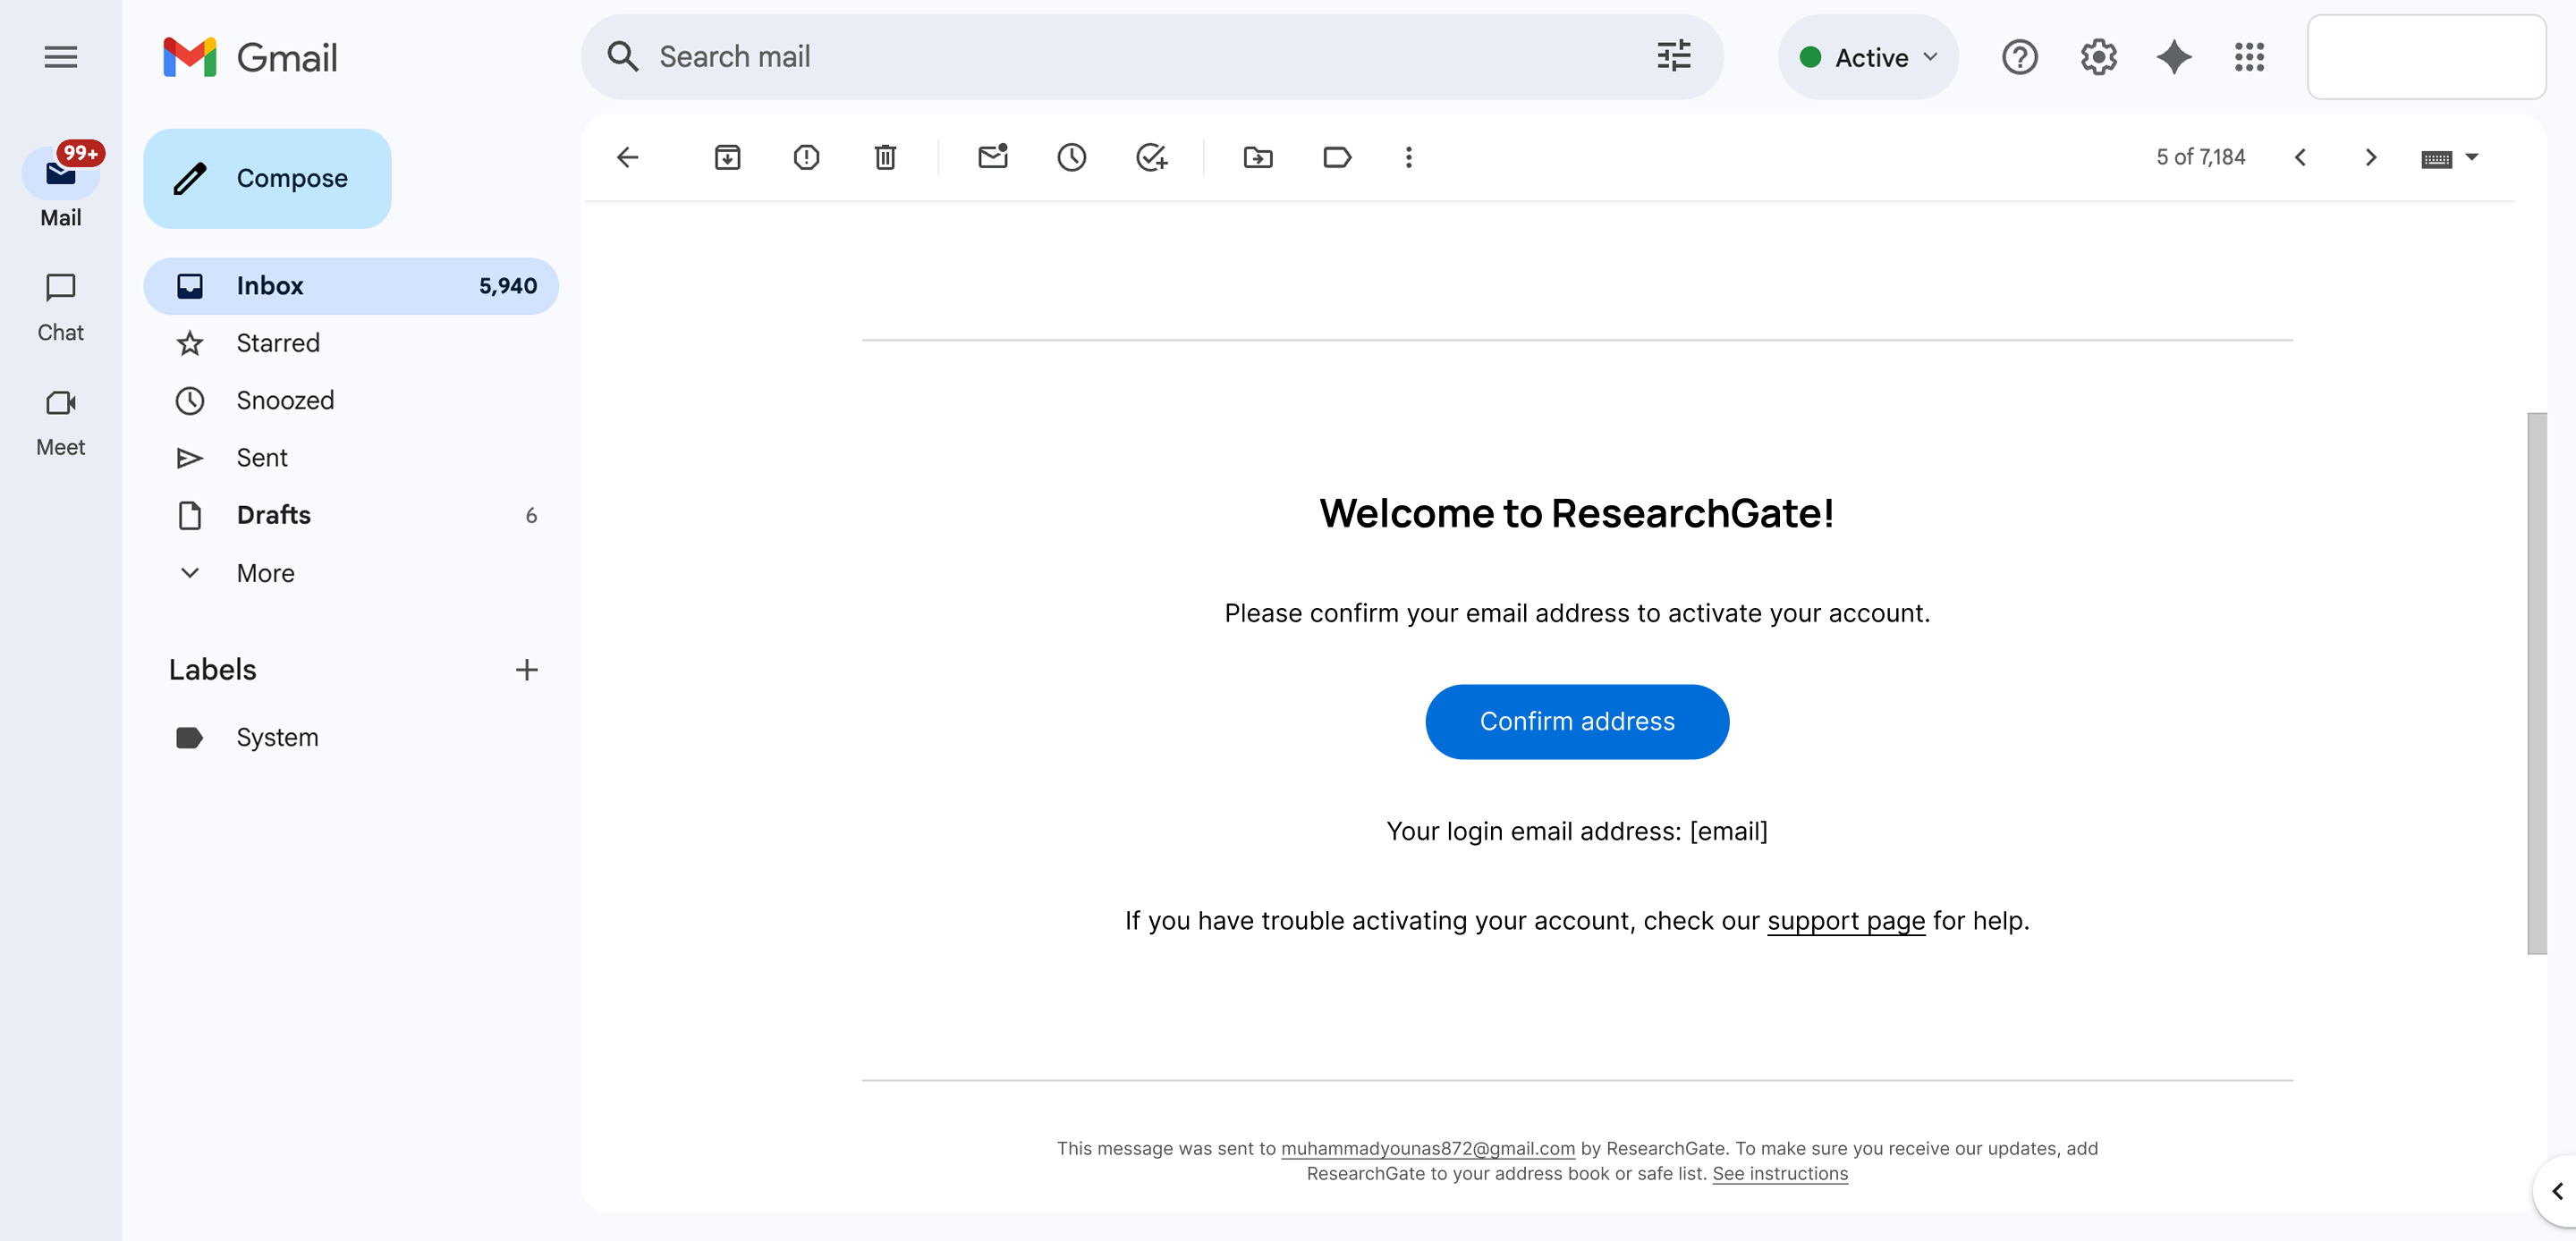 Gmail
Search mail
Active
99+
Mail
Chat
Meet
Compose
Inbox 5,940
Starred
Snoozed
Sent
Drafts 6
More
Labels
System
5 of 7,184
Welcome to ResearchGate!
Please confirm your email address to activate your account.
Confirm address
Your login email address: [email]
If you have trouble activating your account, check our support page for help.
This message was sent to muhammadyounas872@gmail.com by ResearchGate. To make sure you receive our updates, add
ResearchGate to your address book or safe list. See instructions